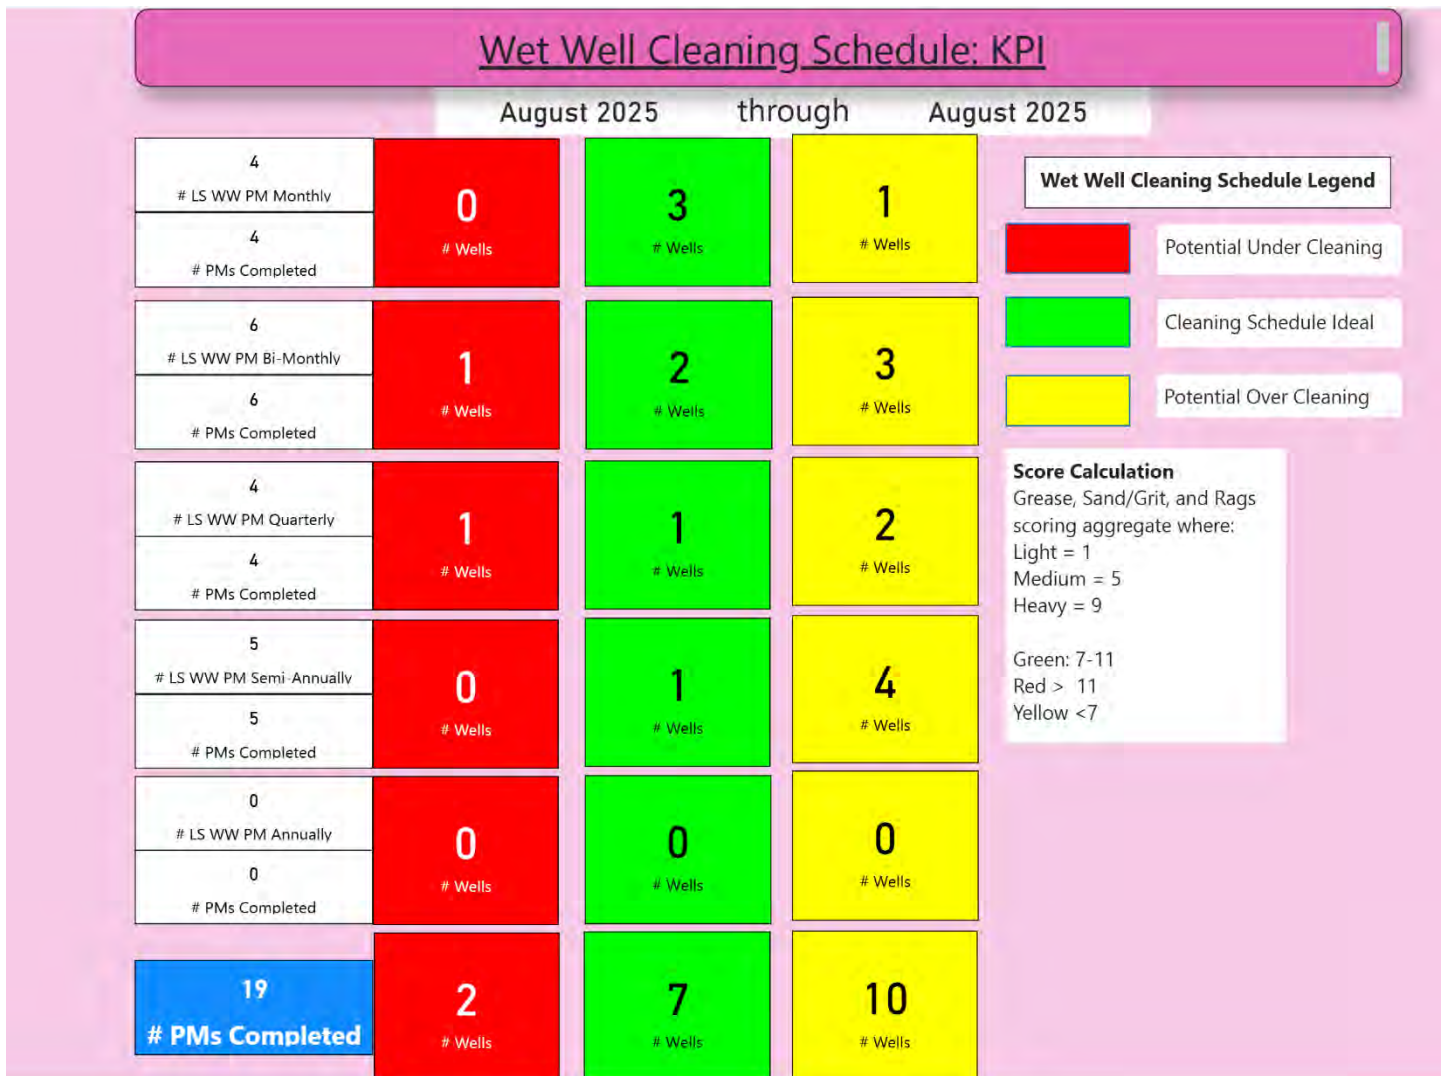 Wet Well Cleaning Schedule: KPI
August 2025 through August 2025
4
# LS WW PM Monthly
4
# PMs Completed
0
# Wells
3
# Wells
1
# Wells
6
# LS WW PM Bi-Monthly
6
# PMs Completed
1
# Wells
2
# Wells
3
# Wells
4
# LS WW PM Quarterly
4
# PMs Completed
1
# Wells
1
# Wells
2
# Wells
5
# LS WW PM Semi-Annually
5
# PMs Completed
0
# Wells
1
# Wells
4
# Wells
0
# LS WW PM Annually
0
# PMs Completed
0
# Wells
0
# Wells
0
# Wells
19
# PMs Completed
2
# Wells
7
# Wells
10
# Wells
Wet Well Cleaning Schedule Legend
Potential Under Cleaning
Cleaning Schedule Ideal
Potential Over Cleaning
Score Calculation
Grease, Sand/Grit, and Rags
scoring aggregate where:
Light = 1
Medium = 5
Heavy = 9
Green: 7-11
Red > 11
Yellow <7